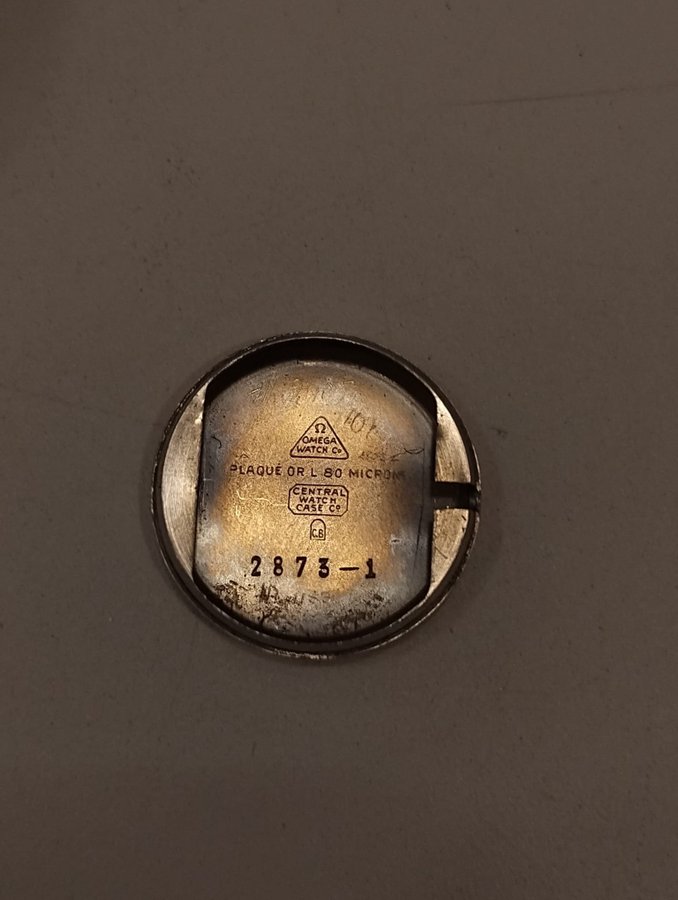 Ω
OMEGA
WATCH Co
PLAQUÉ OR L 80 MICRONS
CENTRAL
WATCH
CASE Co
C.B
2873-1